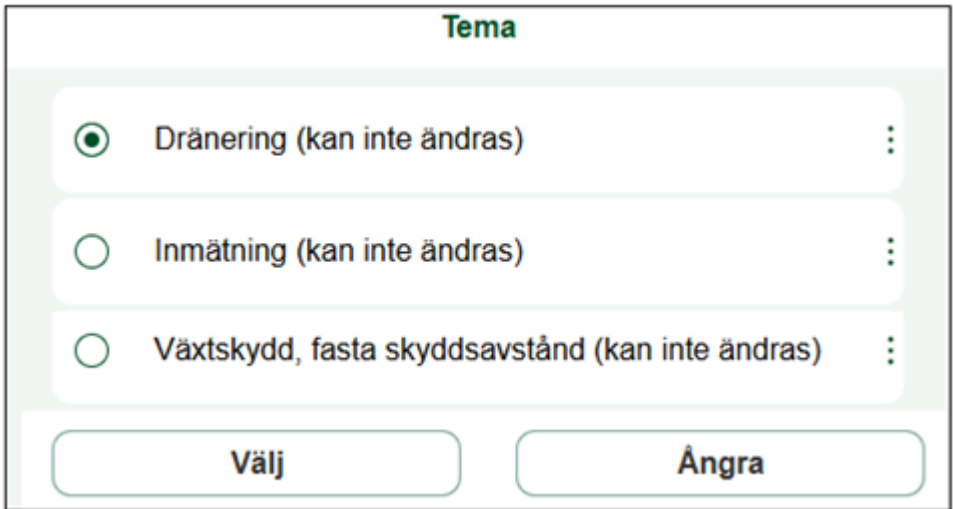 Tema
Dränering (kan inte ändras)
Inmätning (kan inte ändras)
Växtskydd, fasta skyddsavstånd (kan inte ändras)
Välj
Ångra